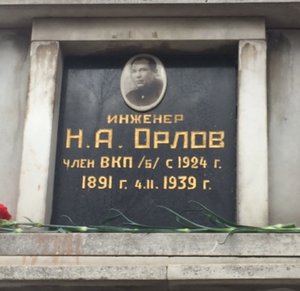 ИНЖЕНЕР
Н.А. ОРЛОВ
ЧЛЕН ВКП /б/ с 1924 г.
1891 г. 4.II. 1939 г.